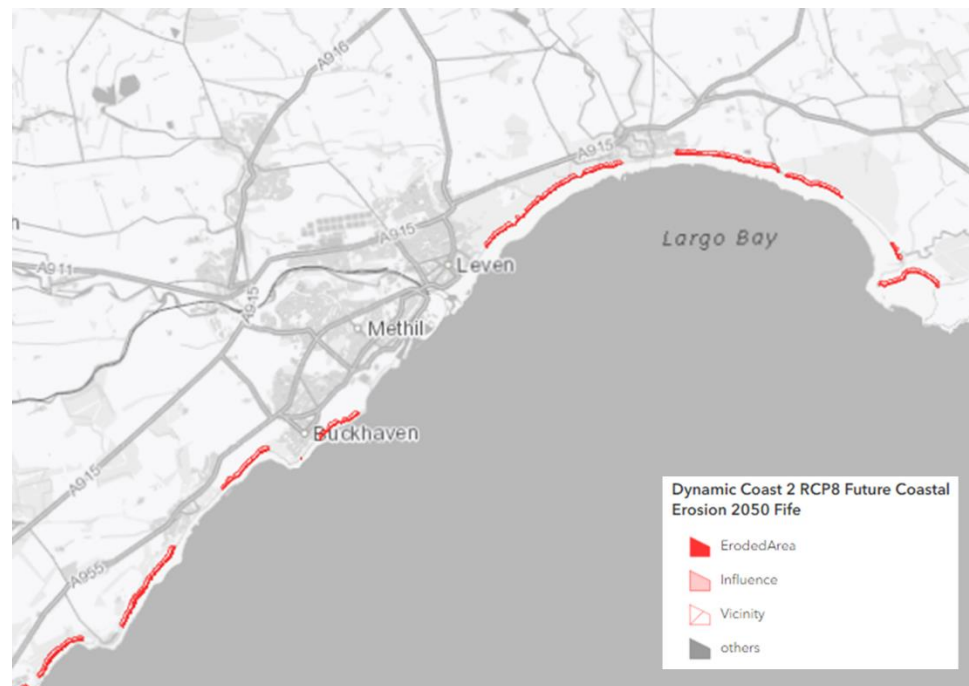 A916
A915
Largo Bay
A915
A911
Leven
A915
Methil
Buckhaven
A915
A955
Dynamic Coast 2 RCP8 Future Coastal
Erosion 2050 Fife
ErodedArea
Influence
Vicinity
others